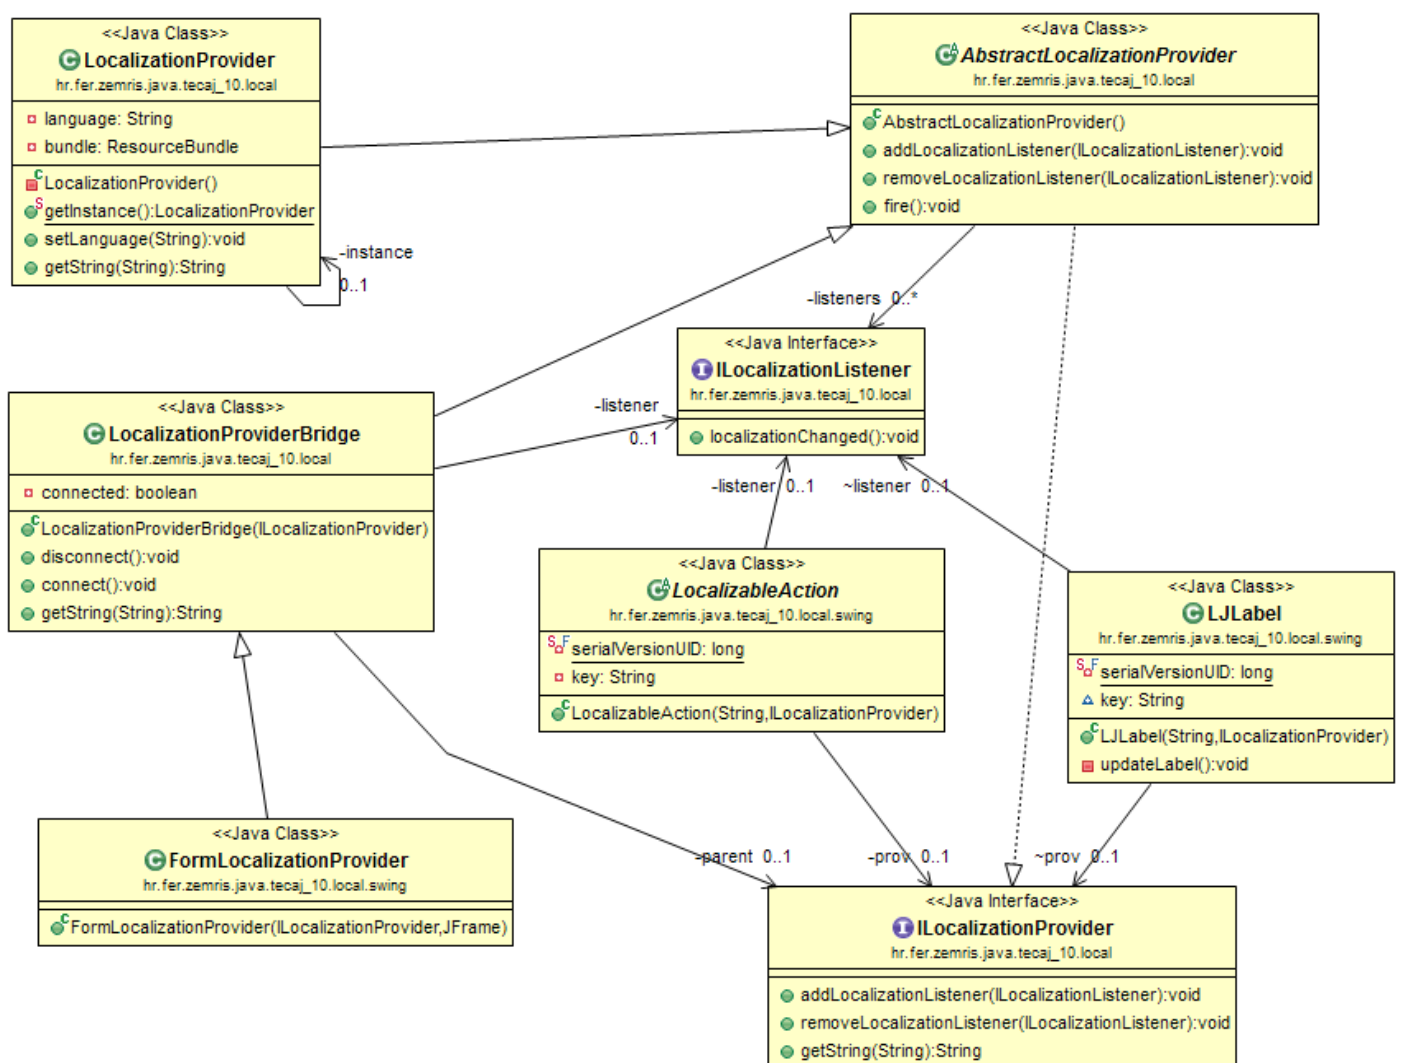 <<Java Class>>
LocalizationProvider
hr.fer.zemris.java.tecaj_10.local
language: String
bundle: ResourceBundle
LocalizationProvider()
getInstance():LocalizationProvider
setLanguage(String):void
getString(String):String
-instance
0..1
<<Java Class>>
AbstractLocalizationProvider
hr.fer.zemris.java.tecaj_10.local
AbstractLocalizationProvider()
addLocalizationListener(ILocalizationListener):void
removeLocalizationListener(ILocalizationListener):void
fire():void
-listeners 0..*
<<Java Interface>>
ILocalizationListener
hr.fer.zemris.java.tecaj_10.local
localizationChanged():void
-listener
0..1
-listener 0..1
~listener 0..1
<<Java Class>>
LocalizationProviderBridge
hr.fer.zemris.java.tecaj_10.local
connected: boolean
LocalizationProviderBridge(ILocalizationProvider)
disconnect():void
connect():void
getString(String):String
<<Java Class>>
LocalizableAction
hr.fer.zemris.java.tecaj_10.local.swing
serialVersionUID: long
key: String
LocalizableAction(String,ILocalizationProvider)
<<Java Class>>
LJLabel
hr.fer.zemris.java.tecaj_10.local.swing
serialVersionUID: long
key: String
LJLabel(String,ILocalizationProvider)
updateLabel():void
<<Java Class>>
FormLocalizationProvider
hr.fer.zemris.java.tecaj_10.local.swing
FormLocalizationProvider(ILocalizationProvider,JFrame)
-parent 0..1
-prov 0..1
~prov 0..1
<<Java Interface>>
ILocalizationProvider
hr.fer.zemris.java.tecaj_10.local
addLocalizationListener(ILocalizationListener):void
removeLocalizationListener(ILocalizationListener):void
getString(String):String